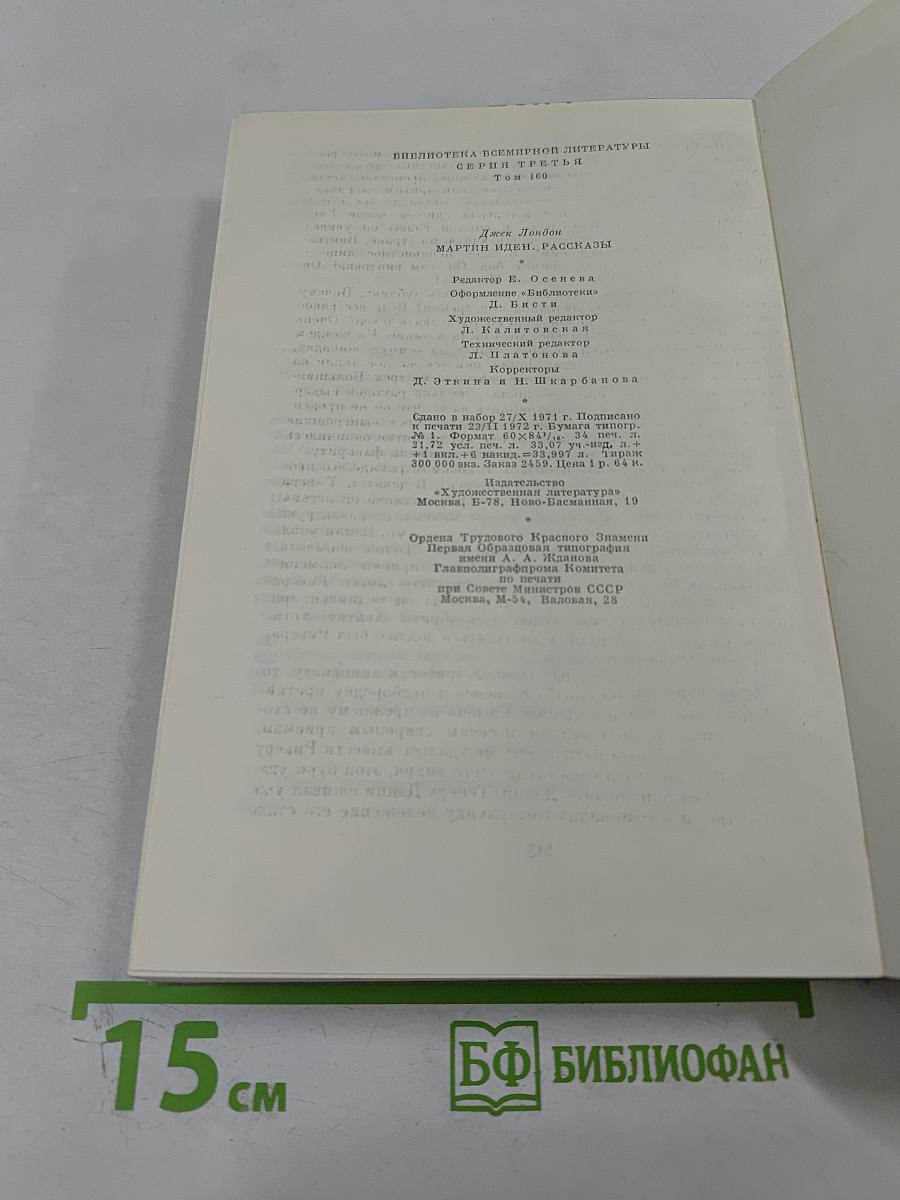 БИБЛИОТЕКА ВСЕМИРНОЙ ЛИТЕРАТУРЫ
СЕРИЯ ТРЕТЬЯ
Том 160
Джек Лондон
МАРТИН ИДЕН. РАССКАЗЫ
*
Редактор Е. Осенева
Оформление «Библиотеки»
Д. Бисти
Художественный редактор
Л. Калитовская
Технический редактор
Л. Платонова
Корректоры
Д. Эткина и Н. Шкарбанова
*
Сдано в набор 27/X 1971 г. Подписано
к печати 23/II 1972 г. Бумага типогр.
№ 1. Формат 60×84¹/₁₆. 34 печ. л.
31,72 усл. печ. л. 33,07 уч.-изд. л.+
+1 вкл.+6 накид.=33,997 л. Тираж
300 000 экз. Заказ 2459. Цена 1 р. 64 к.
Издательство
«Художественная литература»
Москва, Б-78, Ново-Басманная, 19
*
Ордена Трудового Красного Знамени
Первая Образцовая типография
имени А. А. Жданова
Главполиграфпрома Комитета
по печати
при Совете Министров СССР
Москва, М-54, Валовая, 28
15 см
БФ БИБЛИОФАН